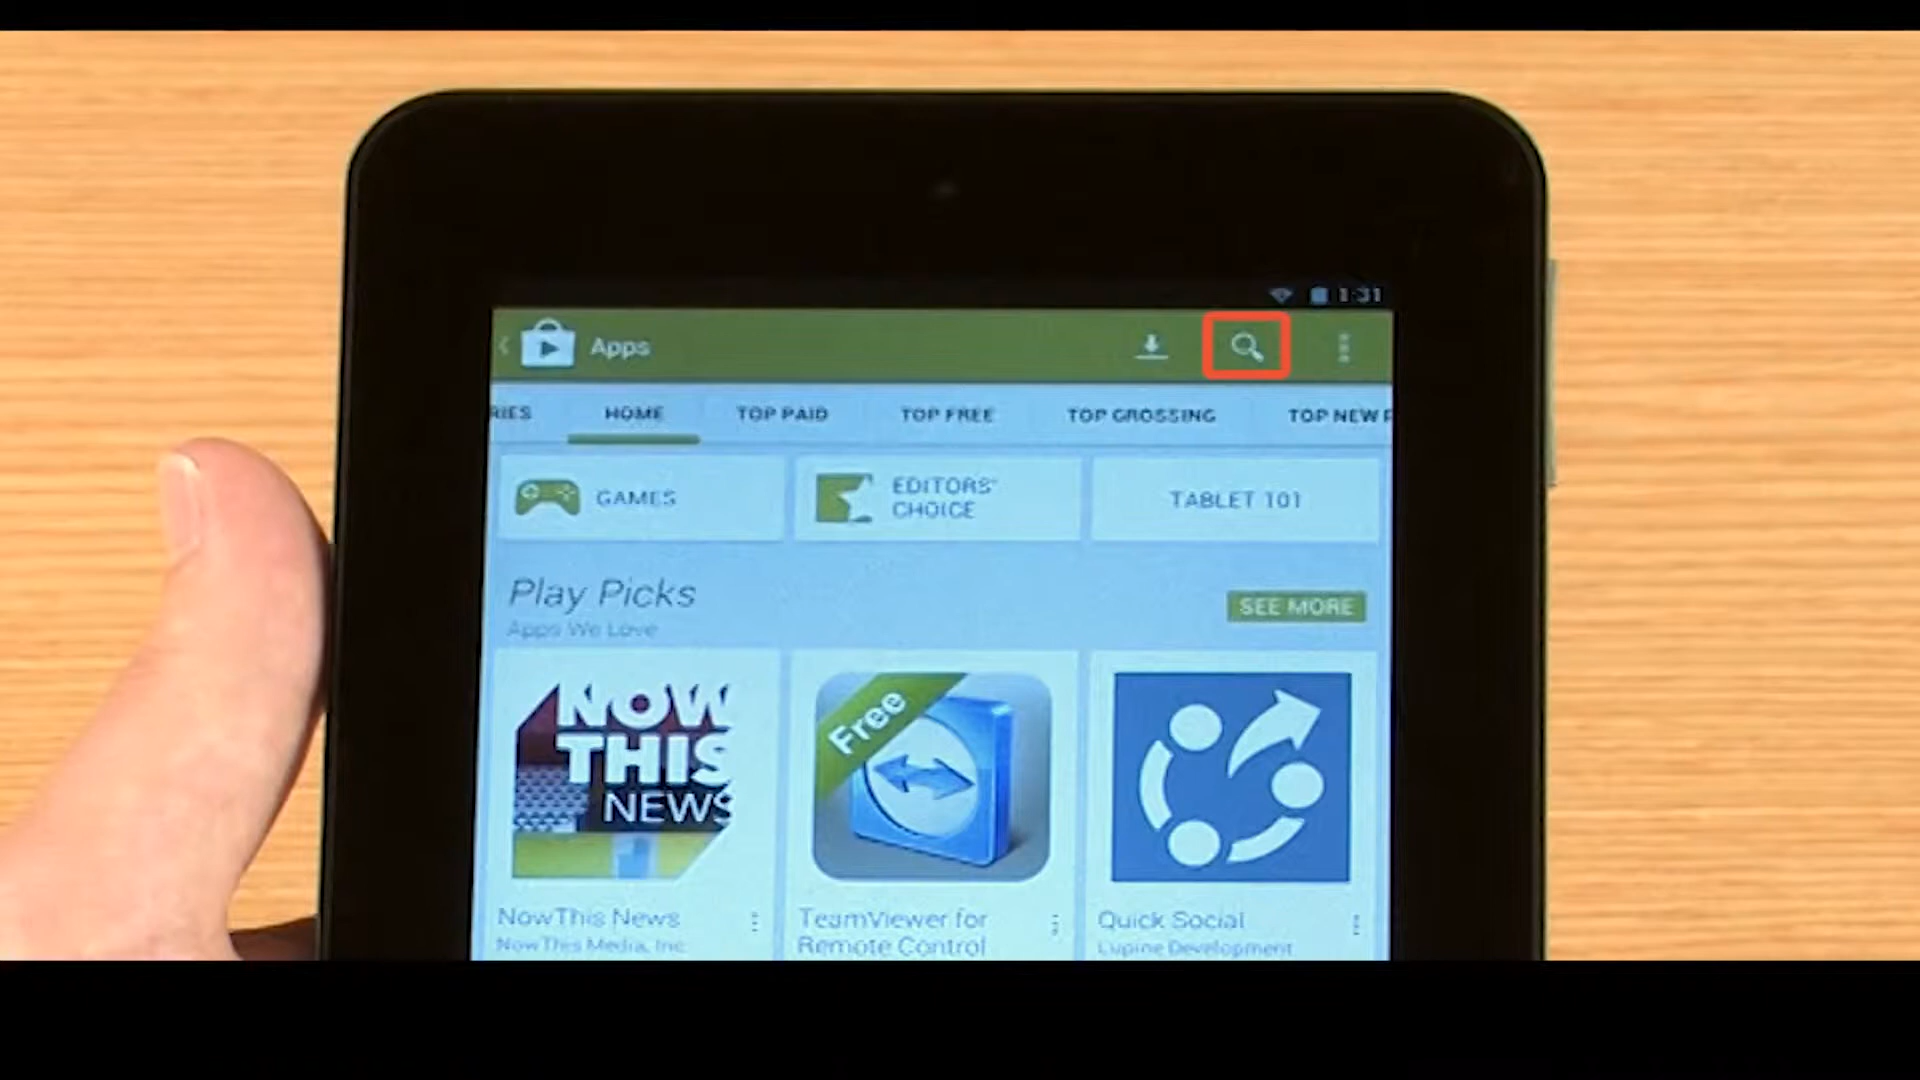 1:31
Apps
RIES HOME TOP PAID TOP FREE TOP GROSSING TOP NEW
GAMES
EDITORS'
CHOICE
TABLET 101
Play Picks
Apps We Love
SEE MORE
NOW
THIS
NEWS
Free
NowThis News
NowThis Media, Inc
TeamViewer for
Remote Control
Quick Social
Lupine Development